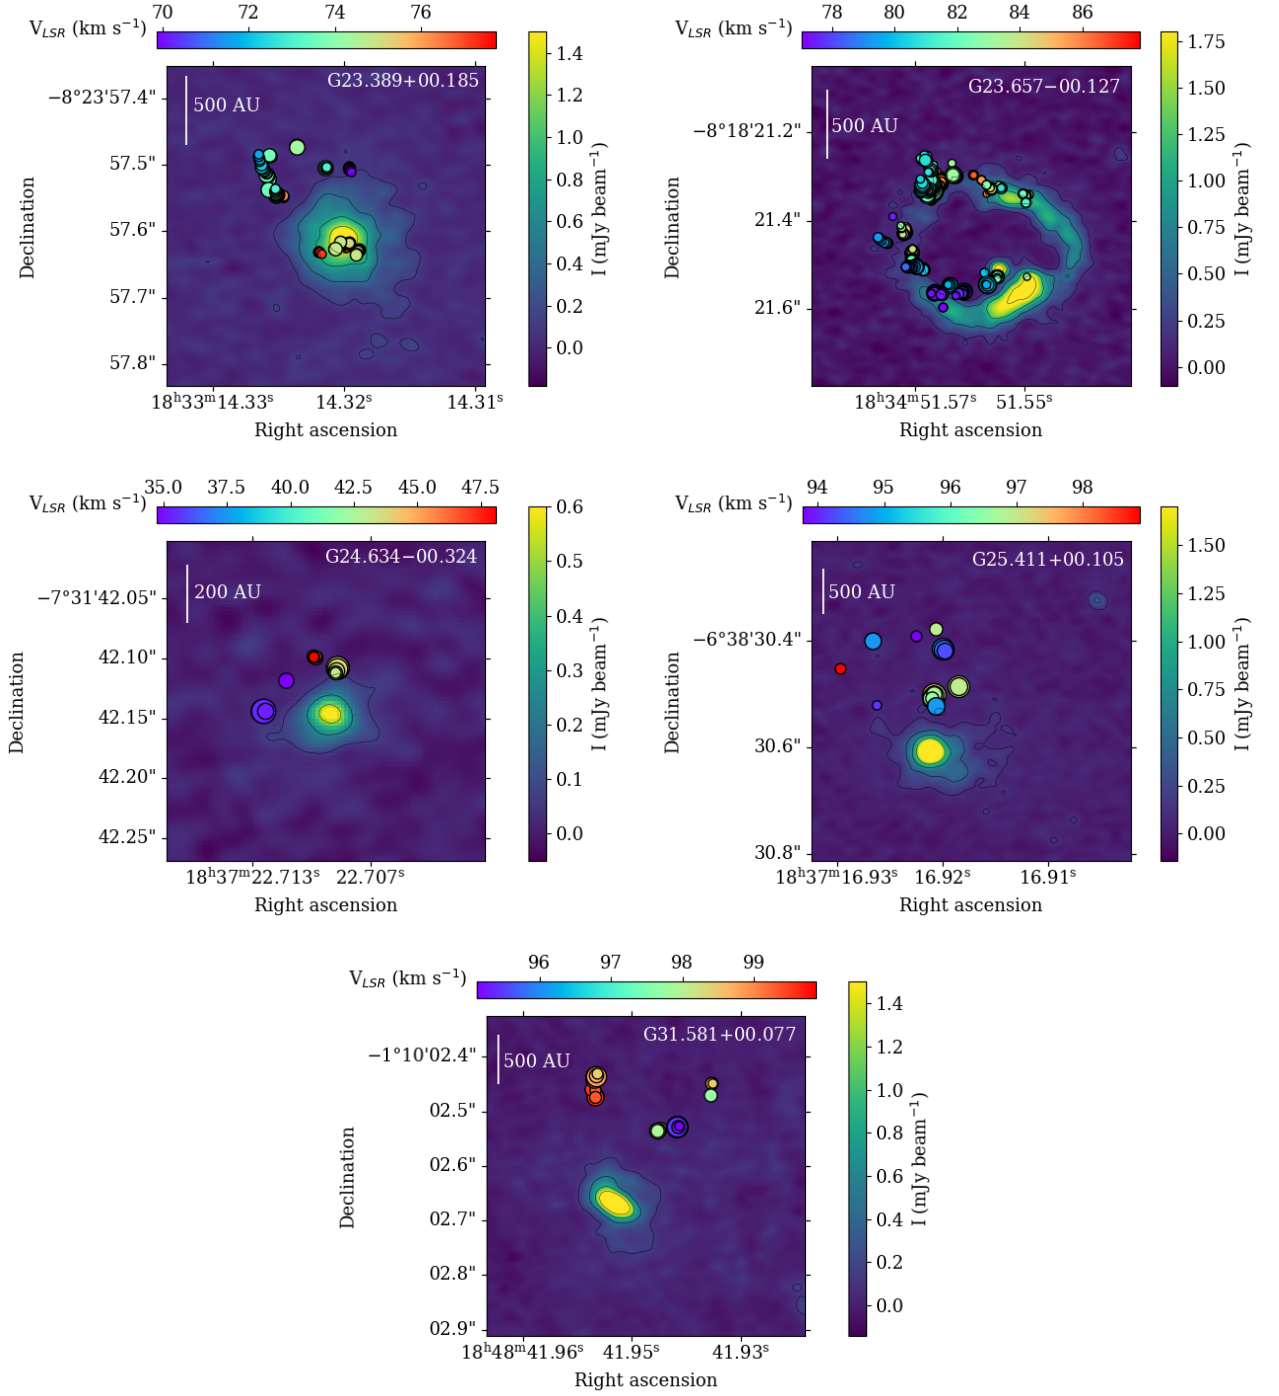 V_LSR (km s⁻¹) 70 72 74 76
G23.389+00.185
500 AU
−8°23'57.4"
57.5"
57.6"
57.7"
57.8"
Declination
18ʰ33ᵐ14.33ˢ 14.32ˢ 14.31ˢ
Right ascension
1.4
1.2
1.0
0.8
0.6
0.4
0.2
0.0
I (mJy beam⁻¹)
V_LSR (km s⁻¹) 78 80 82 84 86
G23.657−00.127
500 AU
−8°18'21.2"
21.4"
21.6"
Declination
18ʰ34ᵐ51.57ˢ 51.55ˢ
Right ascension
1.75
1.50
1.25
1.00
0.75
0.50
0.25
0.00
I (mJy beam⁻¹)
V_LSR (km s⁻¹) 35.0 37.5 40.0 42.5 45.0 47.5
G24.634−00.324
200 AU
−7°31'42.05"
42.10"
42.15"
42.20"
42.25"
Declination
18ʰ37ᵐ22.713ˢ 22.707ˢ
Right ascension
0.6
0.5
0.4
0.3
0.2
0.1
0.0
I (mJy beam⁻¹)
V_LSR (km s⁻¹) 94 95 96 97 98
G25.411+00.105
500 AU
−6°38'30.4"
30.6"
30.8"
Declination
18ʰ37ᵐ16.93ˢ 16.92ˢ 16.91ˢ
Right ascension
1.50
1.25
1.00
0.75
0.50
0.25
0.00
I (mJy beam⁻¹)
V_LSR (km s⁻¹) 96 97 98 99
G31.581+00.077
500 AU
−1°10'02.4"
02.5"
02.6"
02.7"
02.8"
02.9"
Declination
18ʰ48ᵐ41.96ˢ 41.95ˢ 41.93ˢ
Right ascension
1.4
1.2
1.0
0.8
0.6
0.4
0.2
0.0
I (mJy beam⁻¹)